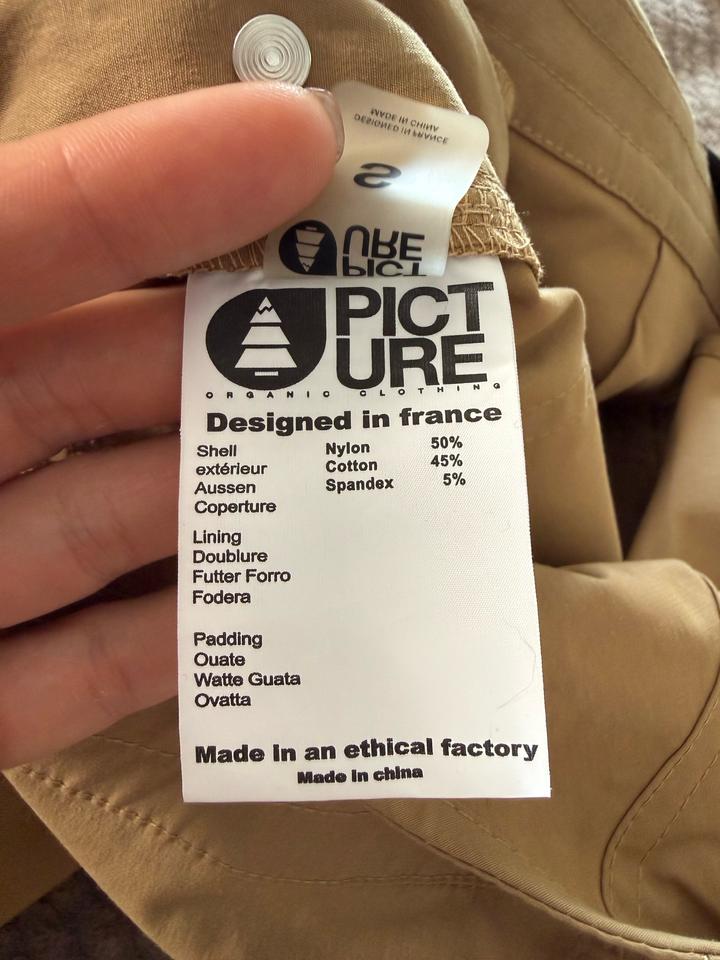 MADE IN CHINA
DESIGNED IN FRANCE
S
PICT
URE
PICT
URE
ORGANIC CLOTHING
Designed in france
Shell Nylon 50%
extérieur Cotton 45%
Aussen Spandex 5%
Coperture
Lining
Doublure
Futter Forro
Fodera
Padding
Ouate
Watte Guata
Ovatta
Made in an ethical factory
Made in china